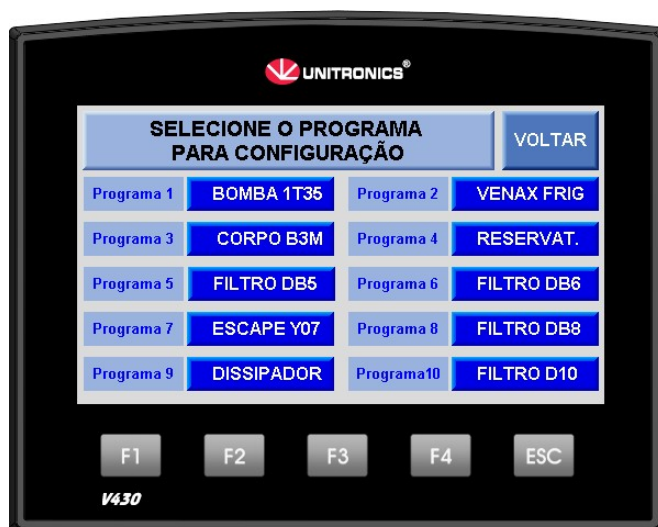 UNITRONICS®
SELECIONE O PROGRAMA
PARA CONFIGURAÇÃO
VOLTAR
Programa 1 BOMBA 1T35 Programa 2 VENAX FRIG
Programa 3 CORPO B3M Programa 4 RESERVAT.
Programa 5 FILTRO DB5 Programa 6 FILTRO DB6
Programa 7 ESCAPE Y07 Programa 8 FILTRO DB8
Programa 9 DISSIPADOR Programa10 FILTRO D10
F1 F2 F3 F4 ESC
V430